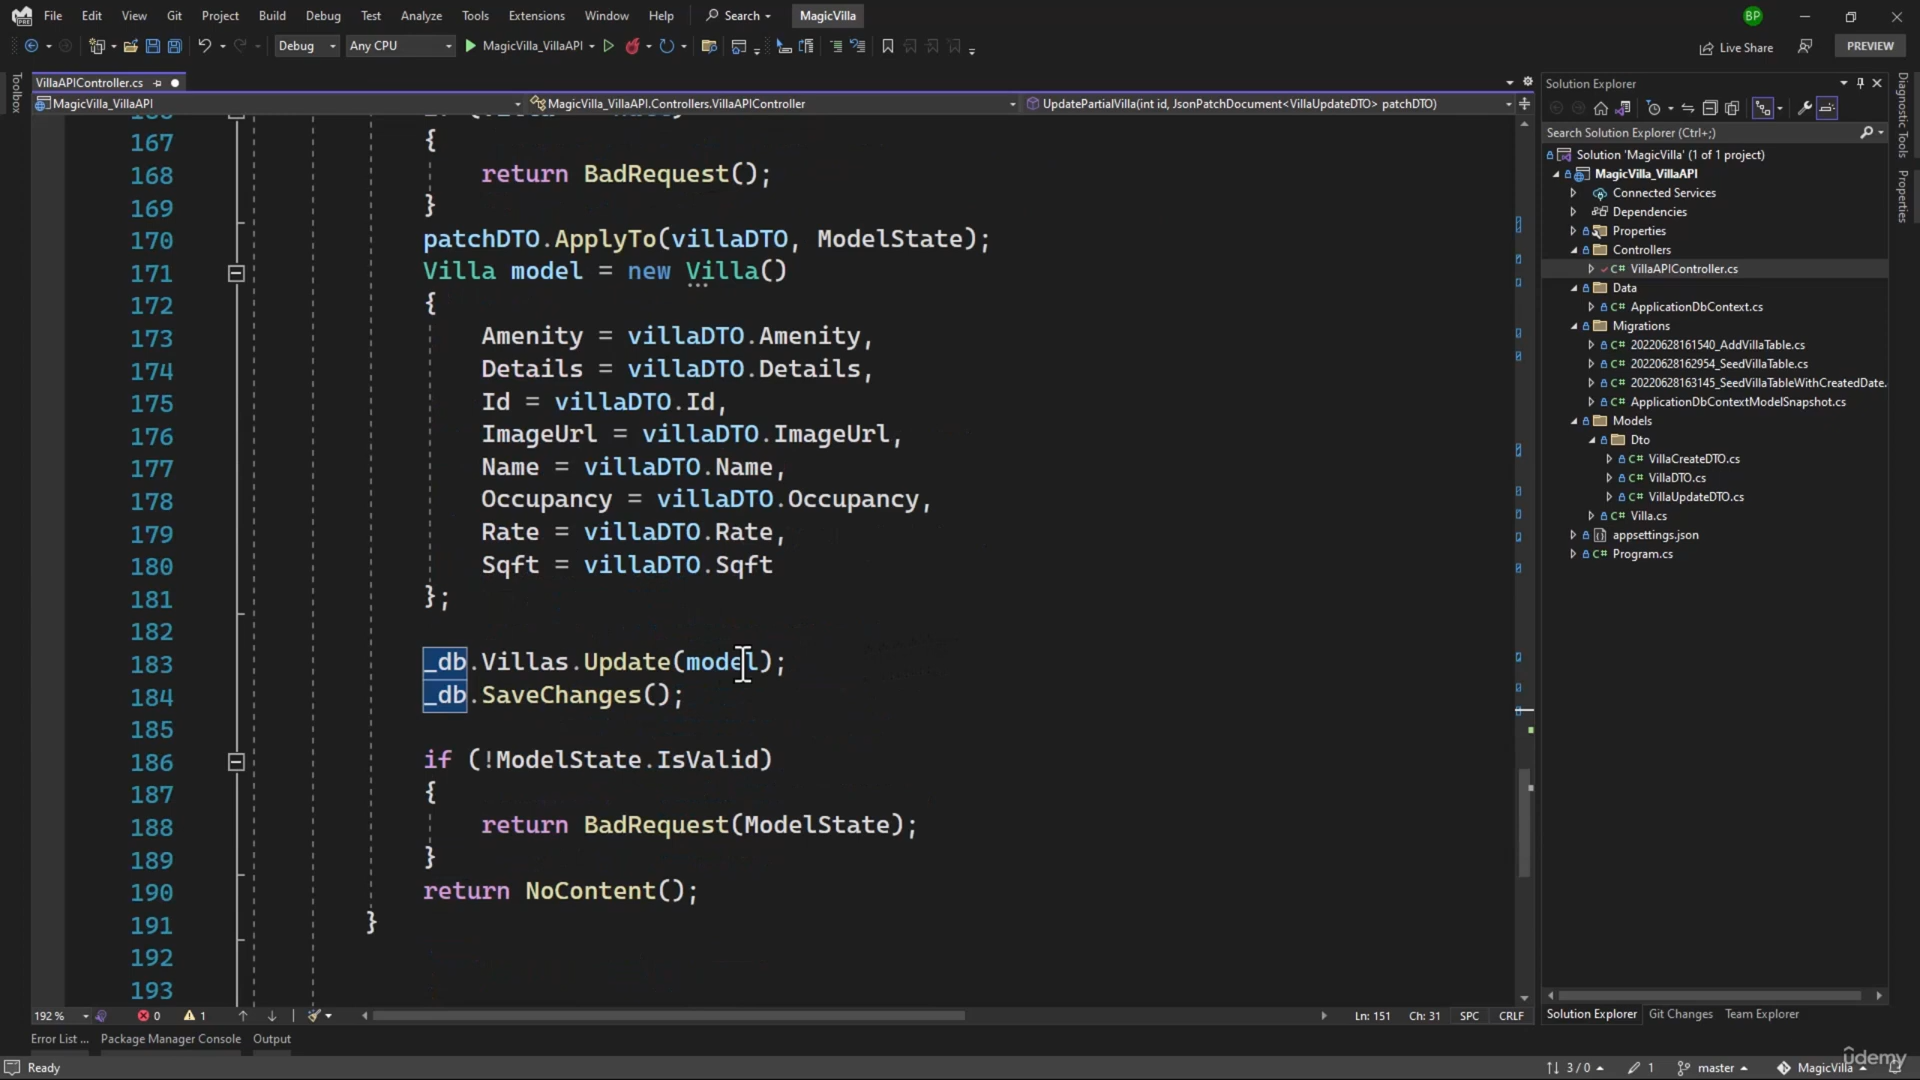 File Edit View Git Project Build Debug Test Analyze Tools Extensions Window Help Search MagicVilla BP
Debug Any CPU MagicVilla_VillaAPI Live Share PREVIEW
VillaAPIController.cs
MagicVilla_VillaAPI MagicVilla_VillaAPI.Controllers.VillaAPIController UpdatePartialVilla(int id, JsonPatchDocument<VillaUpdateDTO> patchDTO)
Toolbox
167 {
168 return BadRequest();
169 }
170 patchDTO.ApplyTo(villaDTO, ModelState);
171 Villa model = new Villa()
172 {
173 Amenity = villaDTO.Amenity,
174 Details = villaDTO.Details,
175 Id = villaDTO.Id,
176 ImageUrl = villaDTO.ImageUrl,
177 Name = villaDTO.Name,
178 Occupancy = villaDTO.Occupancy,
179 Rate = villaDTO.Rate,
180 Sqft = villaDTO.Sqft
181 };
182
183 _db.Villas.Update(model);
184 _db.SaveChanges();
185
186 if (!ModelState.IsValid)
187 {
188 return BadRequest(ModelState);
189 }
190 return NoContent();
191 }
192
193
192 % 0 1 Ln: 151 Ch: 31 SPC CRLF
Error List ... Package Manager Console Output
Ready 3 / 0 1 master MagicVilla
Solution Explorer
Search Solution Explorer (Ctrl+;)
Solution 'MagicVilla' (1 of 1 project)
MagicVilla_VillaAPI
Connected Services
Dependencies
Properties
Controllers
C# VillaAPIController.cs
Data
C# ApplicationDbContext.cs
Migrations
C# 20220628161540_AddVillaTable.cs
C# 20220628162954_SeedVillaTable.cs
C# 20220628163145_SeedVillaTableWithCreatedDate.
C# ApplicationDbContextModelSnapshot.cs
Models
Dto
C# VillaCreateDTO.cs
C# VillaDTO.cs
C# VillaUpdateDTO.cs
C# Villa.cs
appsettings.json
C# Program.cs
Solution Explorer Git Changes Team Explorer
Diagnostic Tools
Properties
udemy